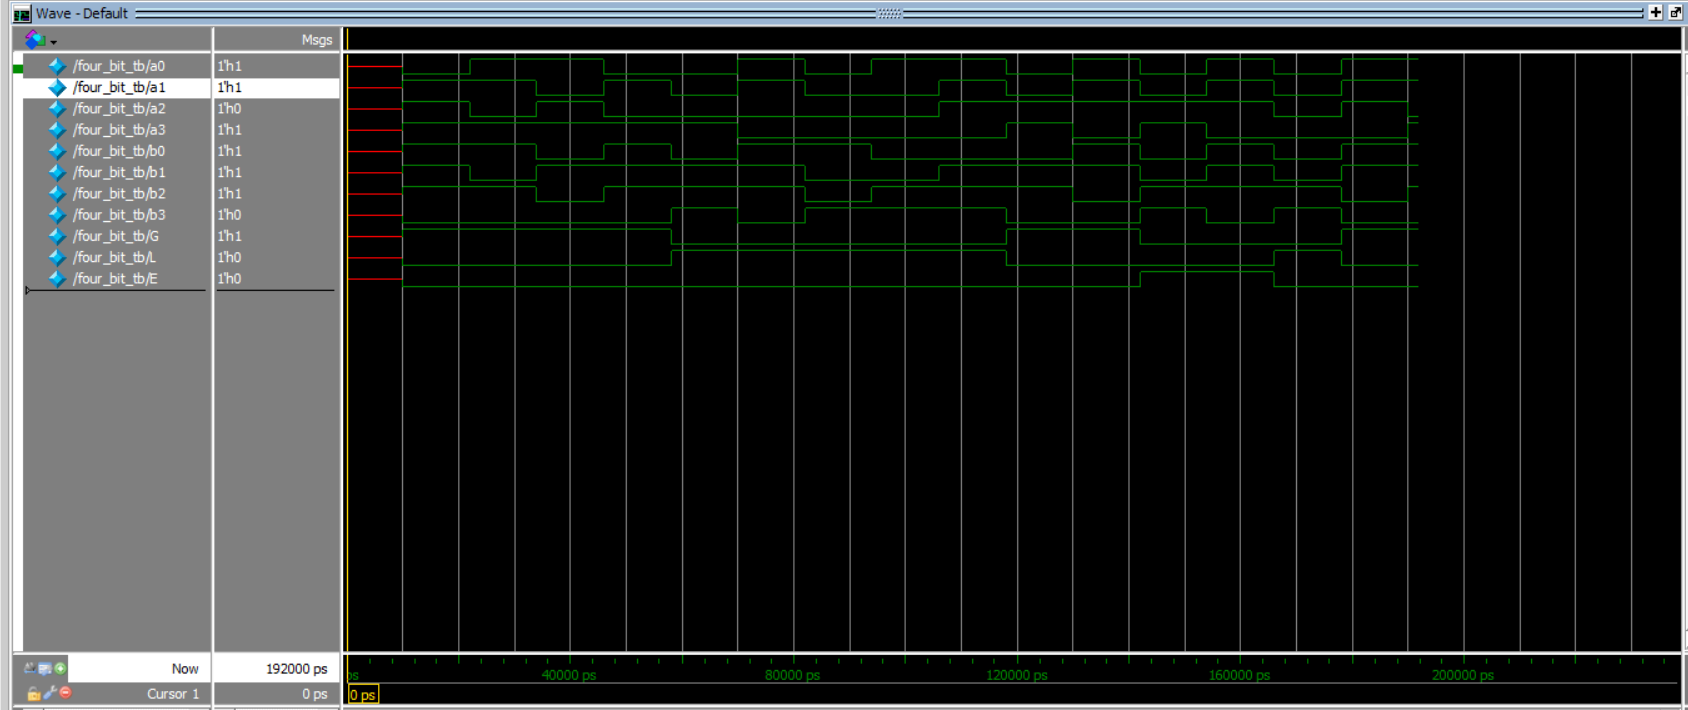 Wave - Default
Msgs
/four_bit_tb/a0 1'h1
/four_bit_tb/a1 1'h1
/four_bit_tb/a2 1'h0
/four_bit_tb/a3 1'h1
/four_bit_tb/b0 1'h1
/four_bit_tb/b1 1'h1
/four_bit_tb/b2 1'h1
/four_bit_tb/b3 1'h0
/four_bit_tb/G 1'h1
/four_bit_tb/L 1'h0
/four_bit_tb/E 1'h0
Now 192000 ps ps 40000 ps 80000 ps 120000 ps 160000 ps 200000 ps
Cursor 1 0 ps 0 ps